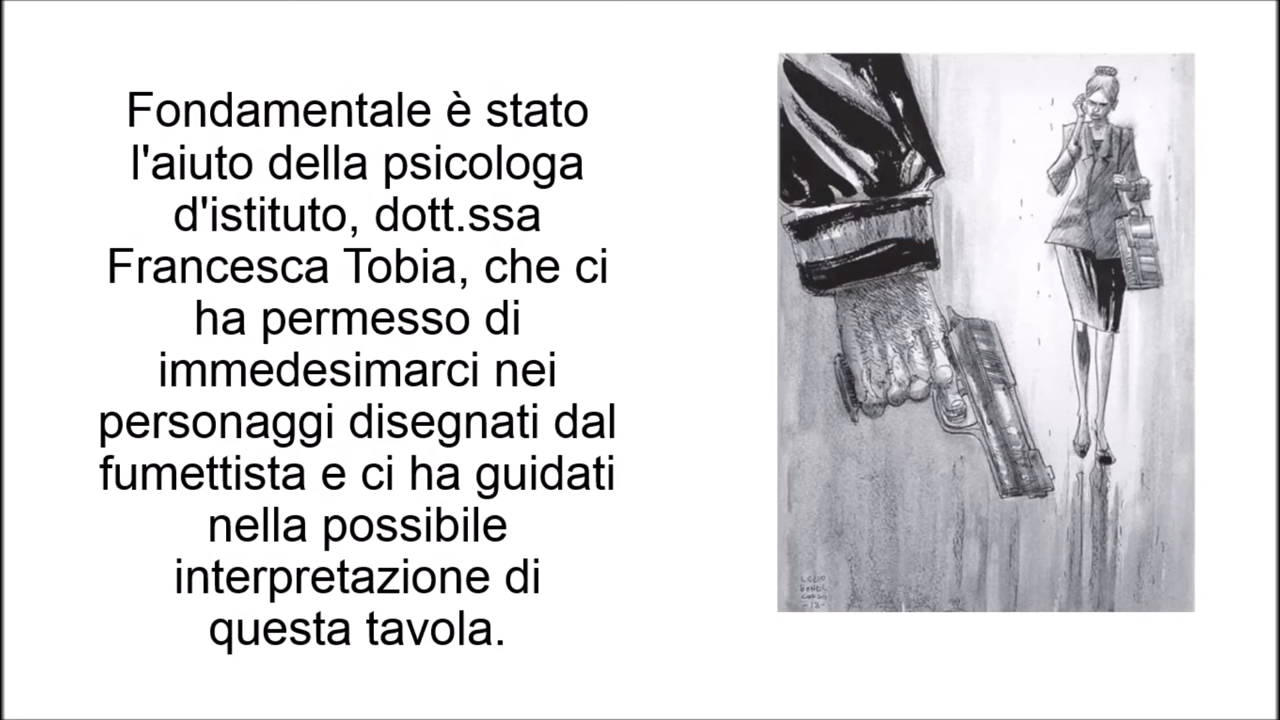 Fondamentale è stato
l'aiuto della psicologa
d'istituto, dott.ssa
Francesca Tobia, che ci
ha permesso di
immedesimarci nei
personaggi disegnati dal
fumettista e ci ha guidati
nella possibile
interpretazione di
questa tavola.